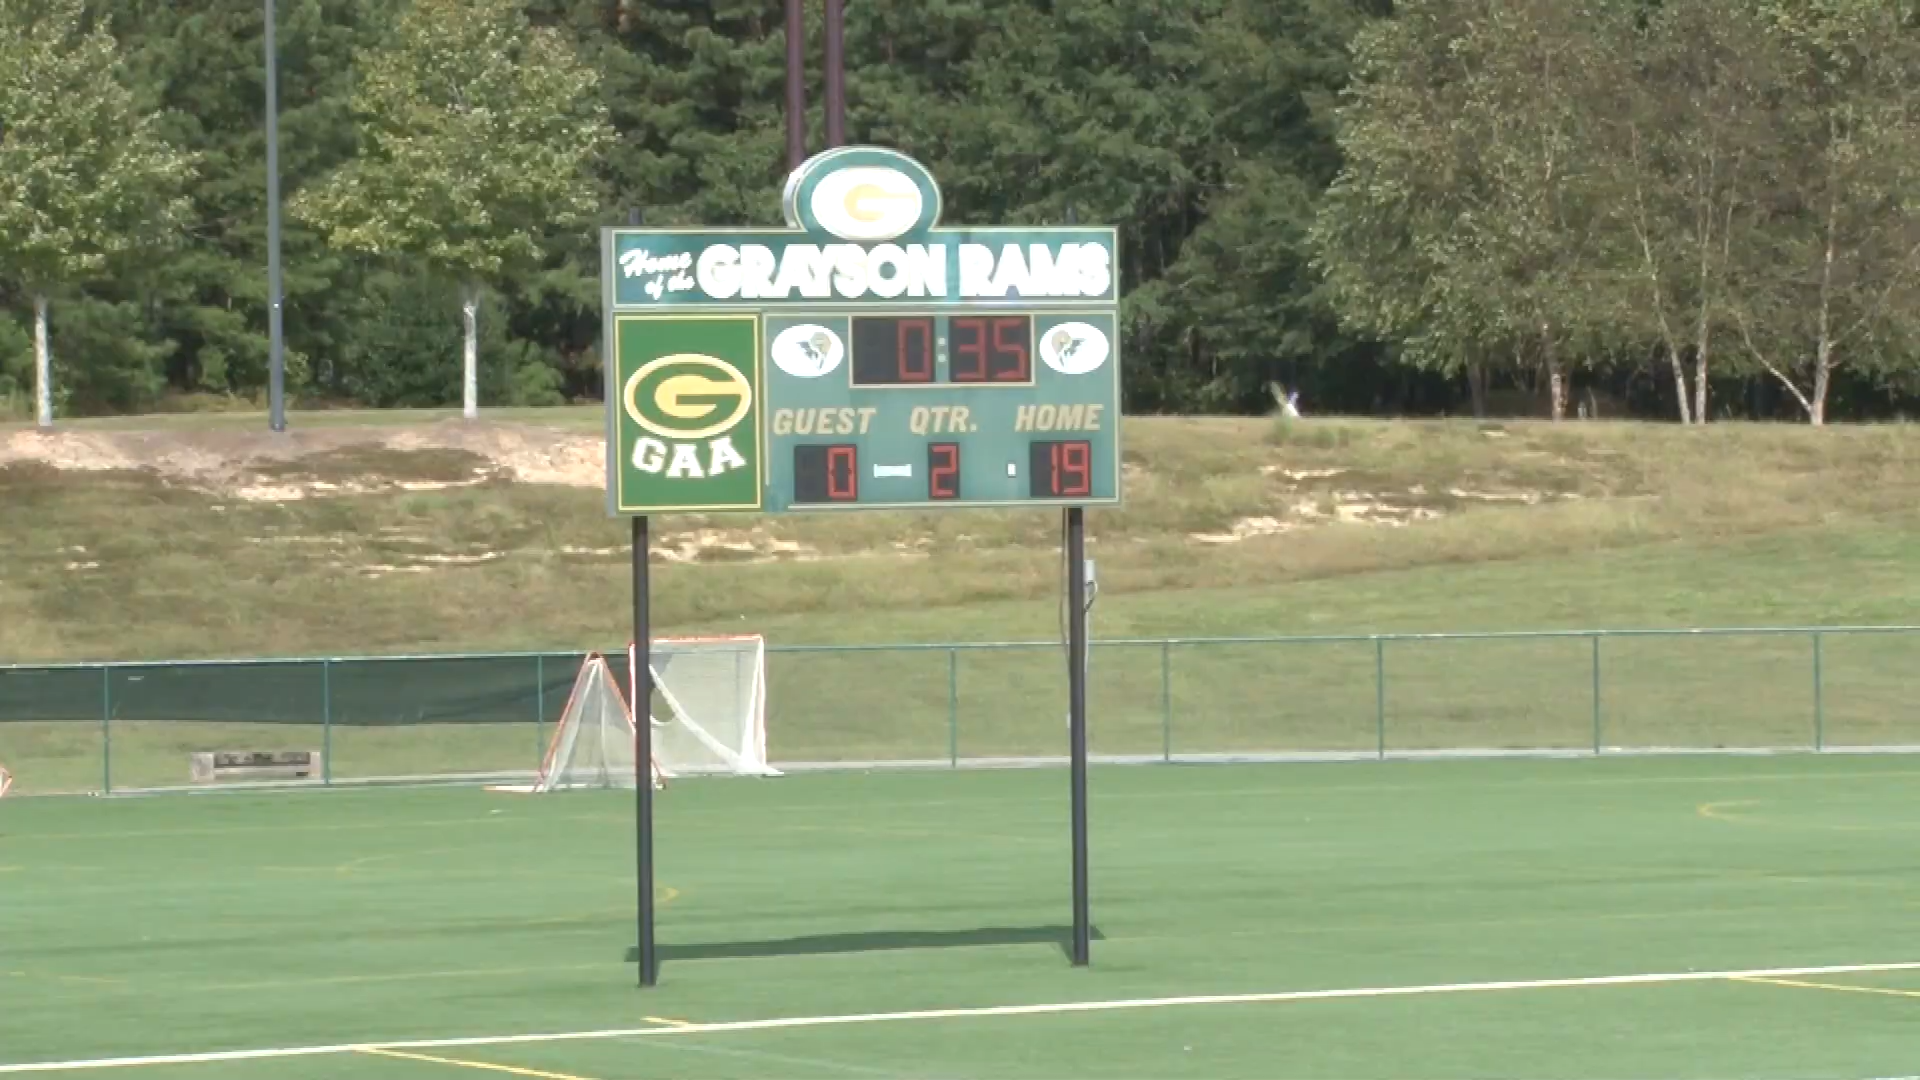 G
Home of the GRAYSON RAMS
G
GAA
0:35
GUEST QTR. HOME
0 2 19